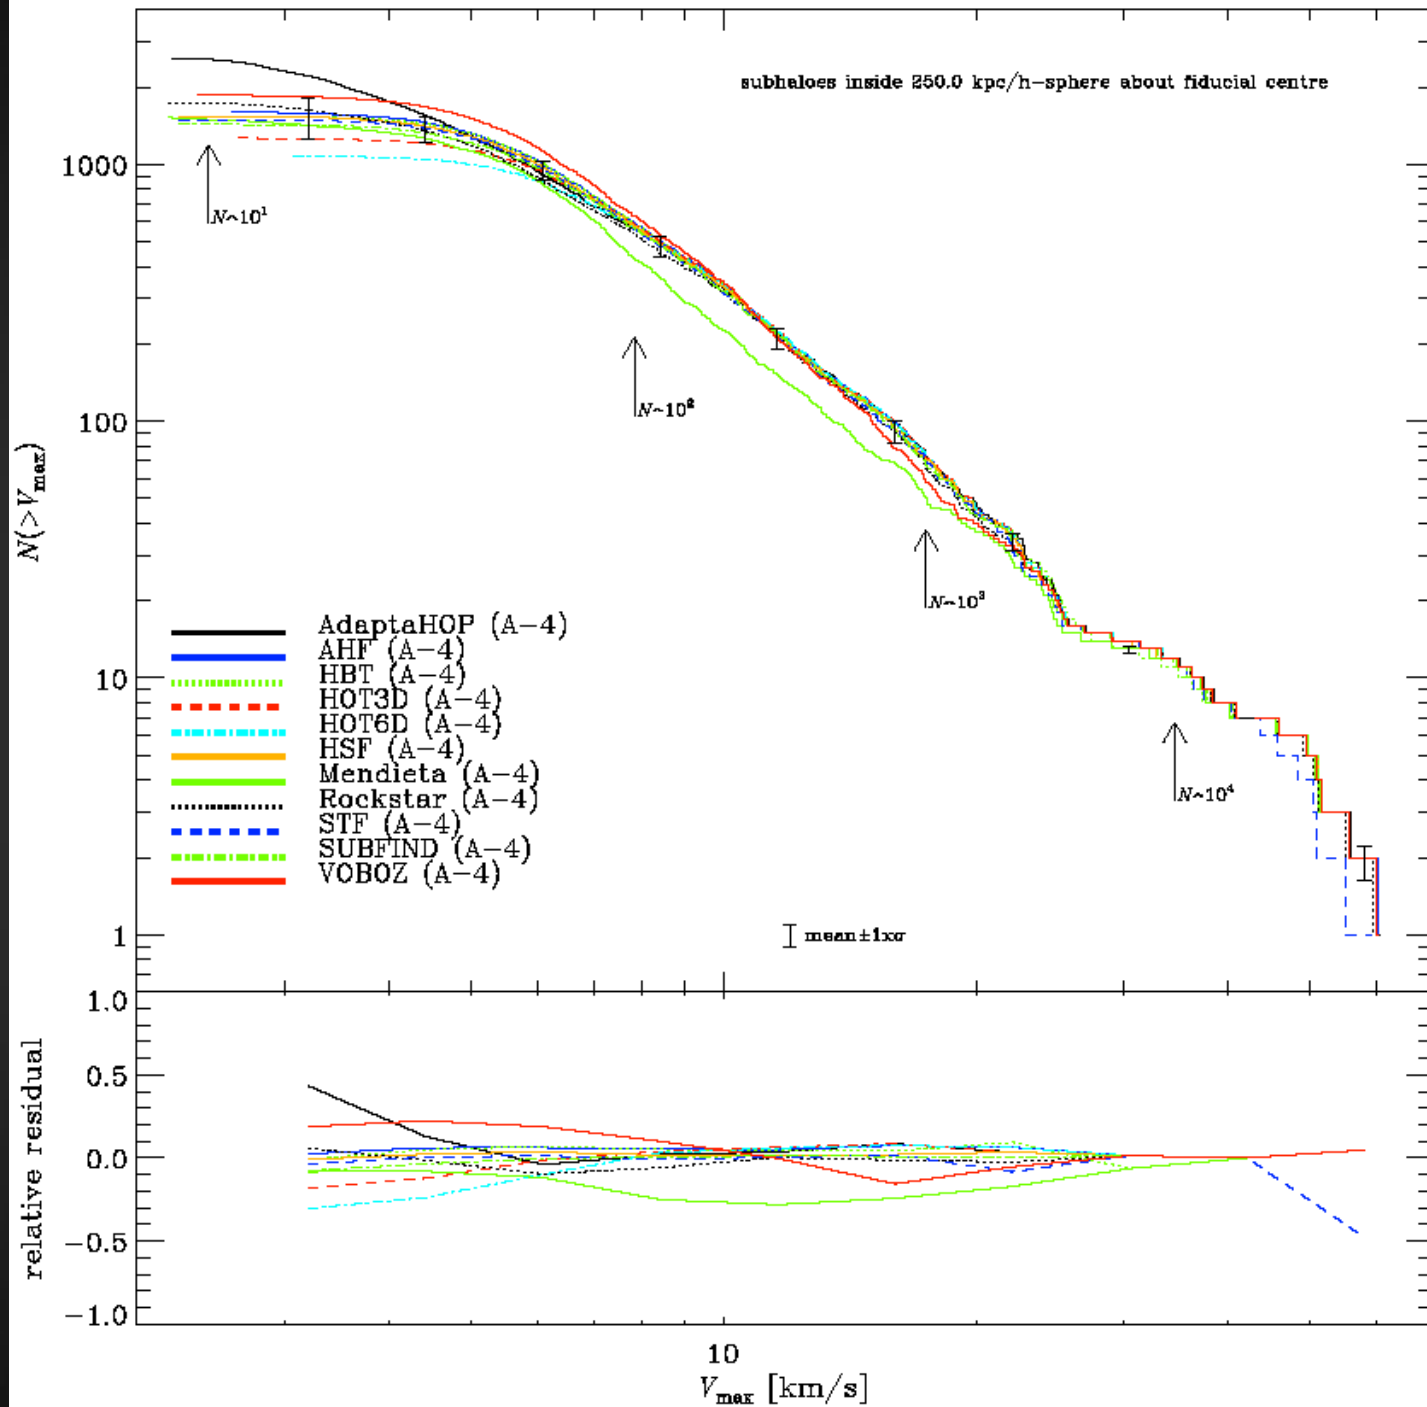 subhaloes inside 250.0 kpc/h-sphere about fiducial centre
1000
N~10¹
N~10²
100
N(>Vmax)
N~10³
AdaptaHOP (A-4)
AHF (A-4)
HBT (A-4)
HOT3D (A-4)
HOT6D (A-4)
HSF (A-4)
Mendieta (A-4)
Rockstar (A-4)
STF (A-4)
SUBFIND (A-4)
VOBOZ (A-4)
10
N~10⁴
1
mean±1xσ
1.0
0.5
0.0
-0.5
-1.0
relative residual
10
Vmax [km/s]